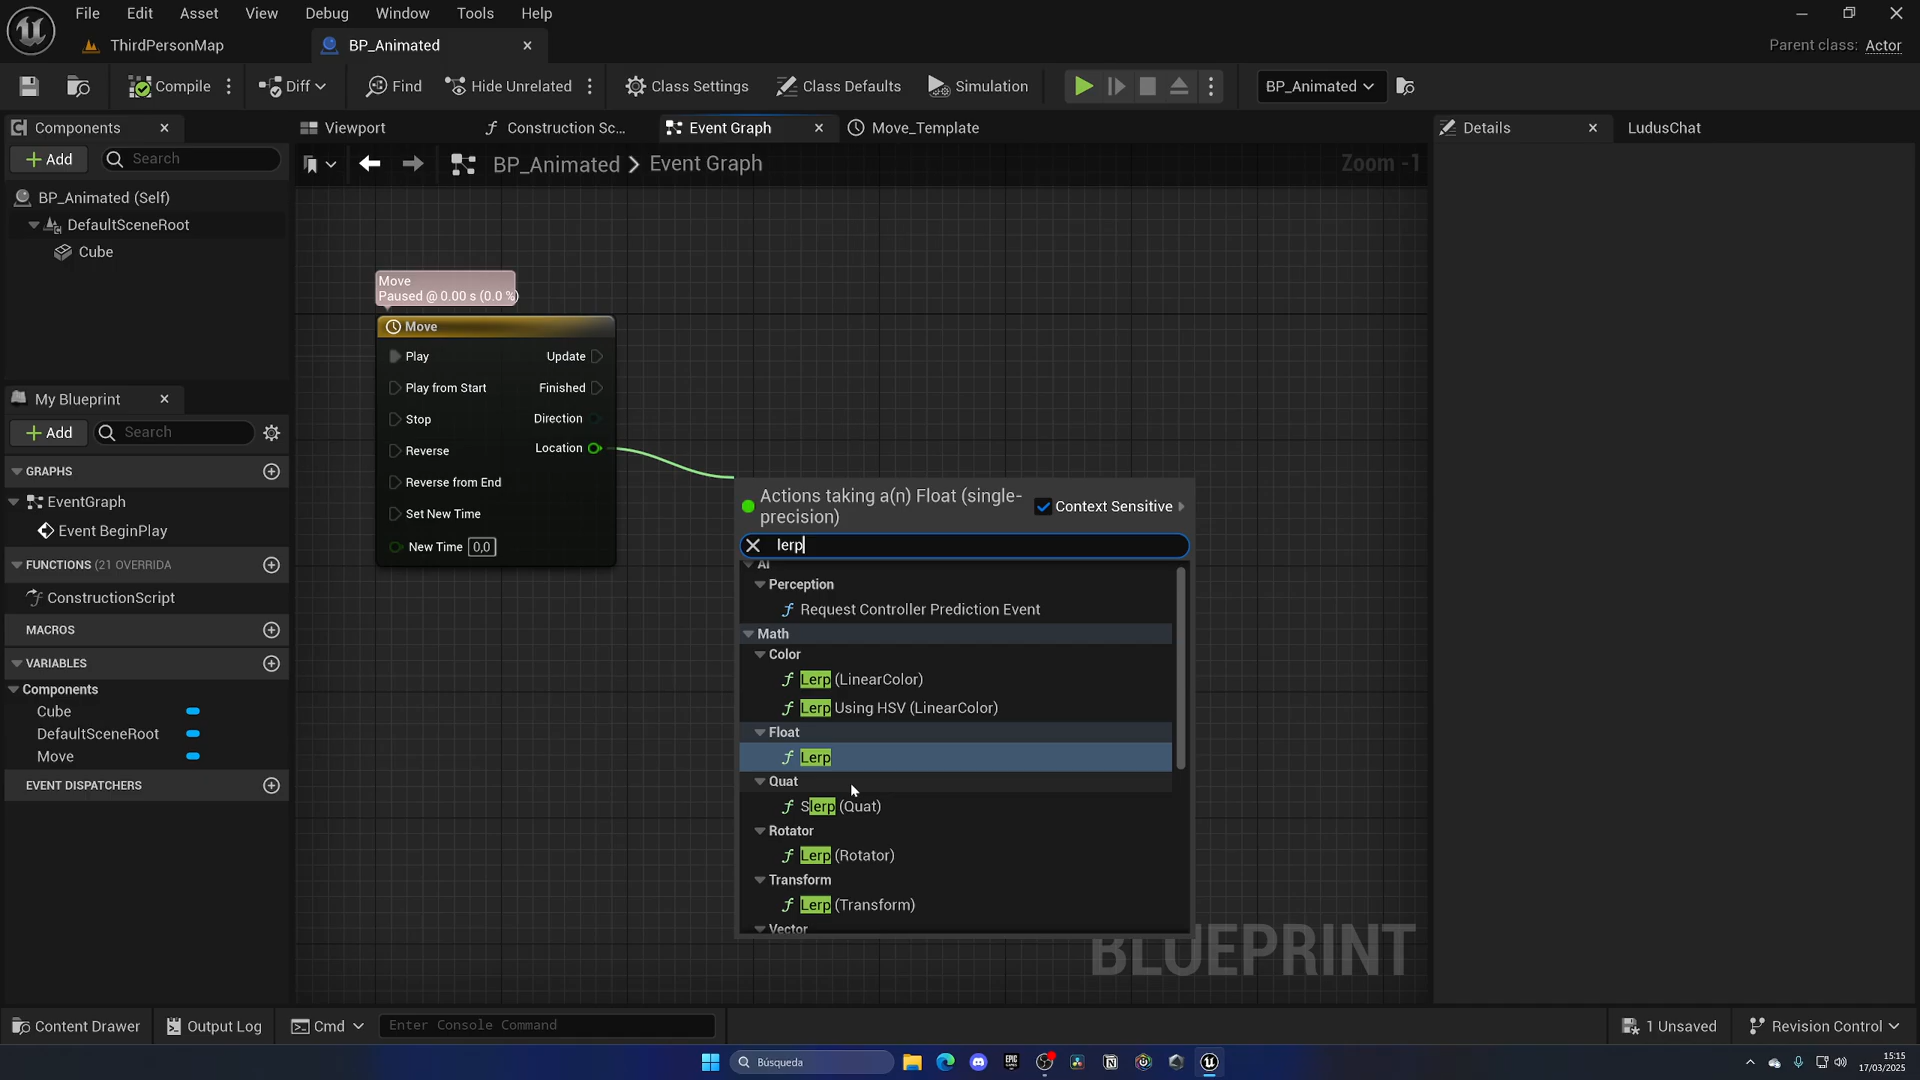 File Edit Asset View Debug Window Tools Help
ThirdPersonMap BP_Animated Parent class: Actor
Compile Diff Find Hide Unrelated Class Settings Class Defaults Simulation BP_Animated
Components Viewport Construction Sc... Event Graph Move_Template Details LudusChat
Add Search
BP_Animated > Event Graph Zoom -1
BP_Animated (Self)
DefaultSceneRoot
Cube
My Blueprint
Add Search
GRAPHS
EventGraph
Event BeginPlay
FUNCTIONS (21 OVERRIDA
ConstructionScript
MACROS
VARIABLES
Components
Cube
DefaultSceneRoot
Move
EVENT DISPATCHERS
Move
Paused @ 0.00 s (0.0 %)
Move
Play Update
Play from Start Finished
Stop Direction
Reverse Location
Reverse from End
Set New Time
New Time 0,0
Actions taking a(n) Float (single-
precision)
Context Sensitive
lerp
AI
Perception
Request Controller Prediction Event
Math
Color
Lerp (LinearColor)
Lerp Using HSV (LinearColor)
Float
Lerp
Quat
Slerp (Quat)
Rotator
Lerp (Rotator)
Transform
Lerp (Transform)
Vector
BLUEPRINT
Content Drawer Output Log Cmd Enter Console Command 1 Unsaved Revision Control
Búsqueda
EPIC
GAMES
15:15
17/03/2025